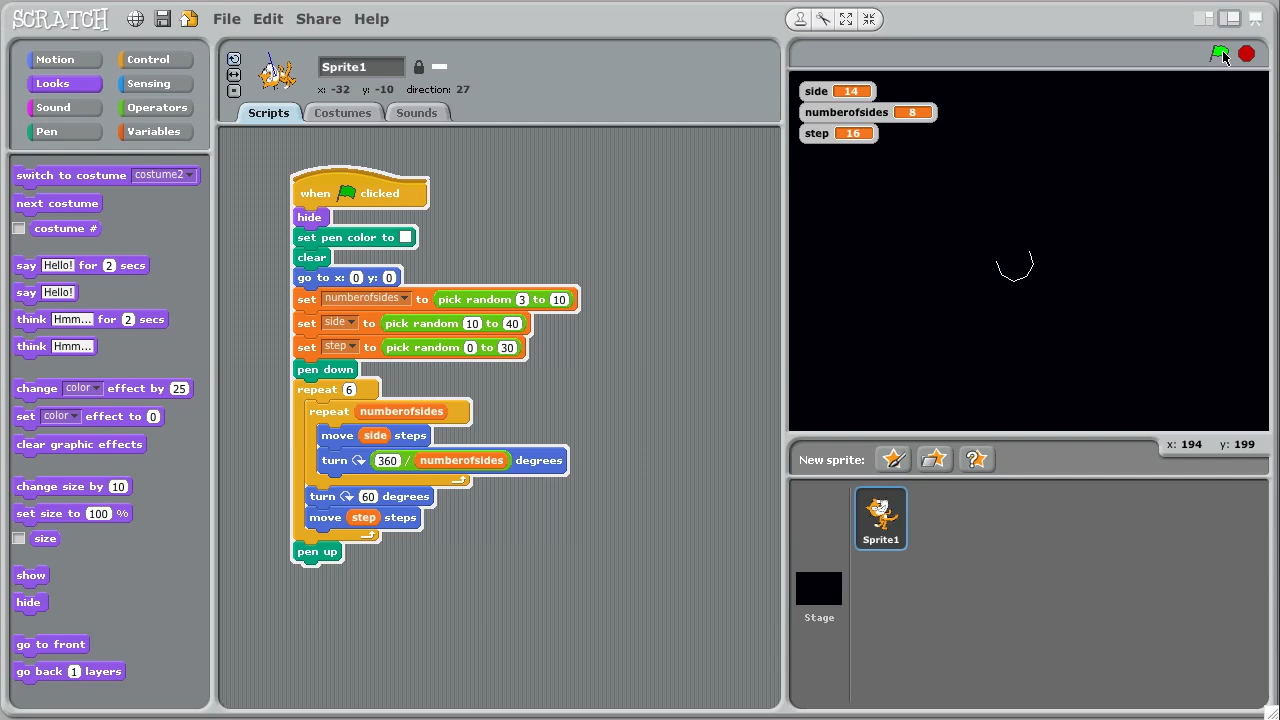 SCRATCH File Edit Share Help
Motion Control
Looks Sensing
Sound Operators
Pen Variables
switch to costume costume2
next costume
costume #
say Hello! for 2 secs
say Hello!
think Hmm... for 2 secs
think Hmm...
change color effect by 25
set color effect to 0
clear graphic effects
change size by 10
set size to 100 %
size
show
hide
go to front
go back 1 layers
Sprite1
x: -32 y: -10 direction: 27
Scripts Costumes Sounds
when clicked
hide
set pen color to
clear
go to x: 0 y: 0
set numberofsides to pick random 3 to 10
set side to pick random 10 to 40
set step to pick random 0 to 30
pen down
repeat 6
repeat numberofsides
move side steps
turn 360 / numberofsides degrees
turn 60 degrees
move step steps
pen up
side 14
numberofsides 8
step 16
x: 194 y: 199
New sprite:
Sprite1
Stage